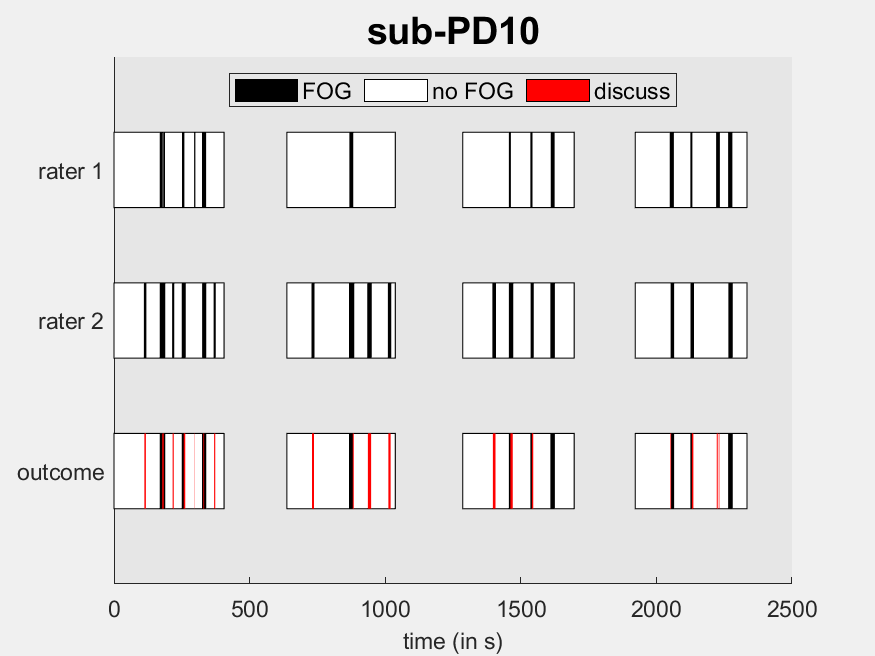 sub-PD10
FOG no FOG discuss
rater 1
rater 2
outcome
0 500 1000 1500 2000 2500
time (in s)